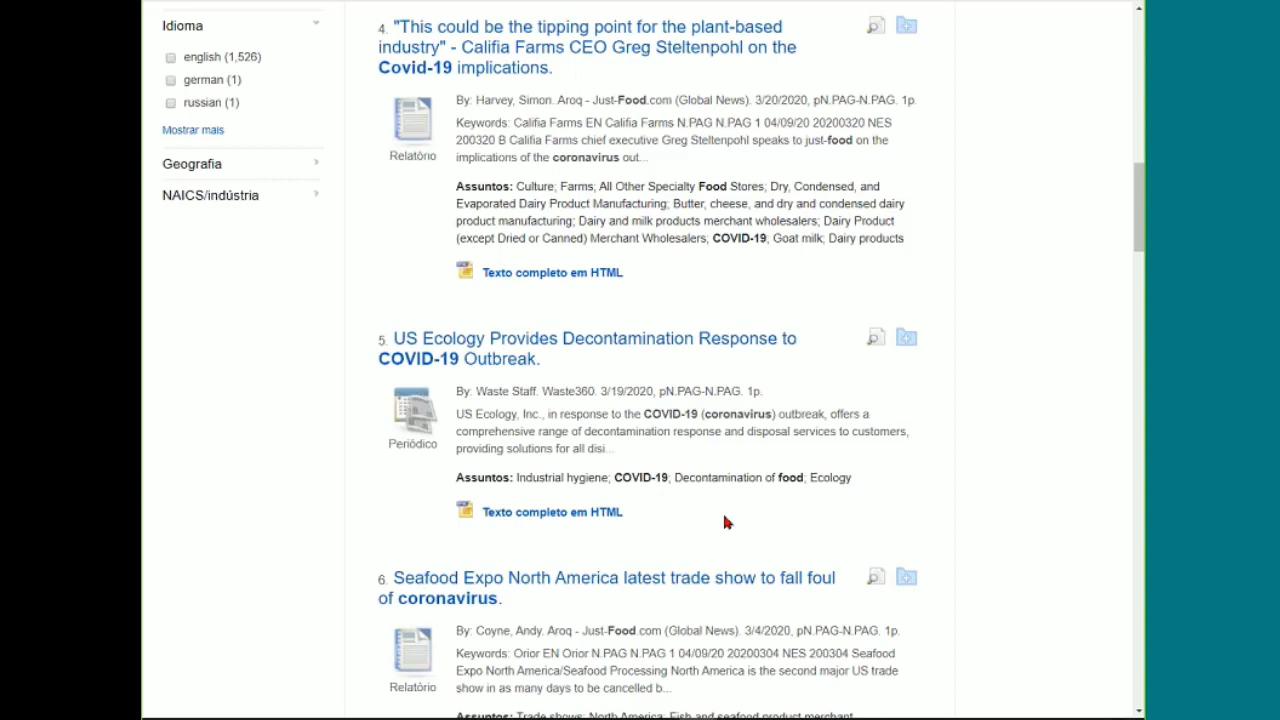 Idioma
english (1,526)
german (1)
russian (1)
Mostrar mais
Geografia
NAICS/indústria
4. "This could be the tipping point for the plant-based
industry" - Califia Farms CEO Greg Steltenpohl on the
Covid-19 implications.
Relatório
By: Harvey, Simon. Aroq - Just-Food.com (Global News). 3/20/2020, pN.PAG-N.PAG. 1p.
Keywords: Califia Farms EN Califia Farms N.PAG N.PAG 1 04/09/20 20200320 NES
200320 B Califia Farms chief executive Greg Steltenpohl speaks to just-food on the
implications of the coronavirus out...
Assuntos: Culture; Farms; All Other Specialty Food Stores; Dry, Condensed, and
Evaporated Dairy Product Manufacturing; Butter, cheese, and dry and condensed dairy
product manufacturing; Dairy and milk products merchant wholesalers; Dairy Product
(except Dried or Canned) Merchant Wholesalers; COVID-19; Goat milk; Dairy products
Texto completo em HTML
5. US Ecology Provides Decontamination Response to
COVID-19 Outbreak.
Periódico
By: Waste Staff. Waste360. 3/19/2020, pN.PAG-N.PAG. 1p.
US Ecology, Inc., in response to the COVID-19 (coronavirus) outbreak, offers a
comprehensive range of decontamination response and disposal services to customers,
providing solutions for all disi...
Assuntos: Industrial hygiene; COVID-19; Decontamination of food; Ecology
Texto completo em HTML
6. Seafood Expo North America latest trade show to fall foul
of coronavirus.
Relatório
By: Coyne, Andy. Aroq - Just-Food.com (Global News). 3/4/2020, pN.PAG-N.PAG. 1p.
Keywords: Orior EN Orior N.PAG N.PAG 1 04/09/20 20200304 NES 200304 Seafood
Expo North America/Seafood Processing North America is the second major US trade
show in as many days to be cancelled b...
Assuntos: Trade shows; North America; Fish and seafood product merchant